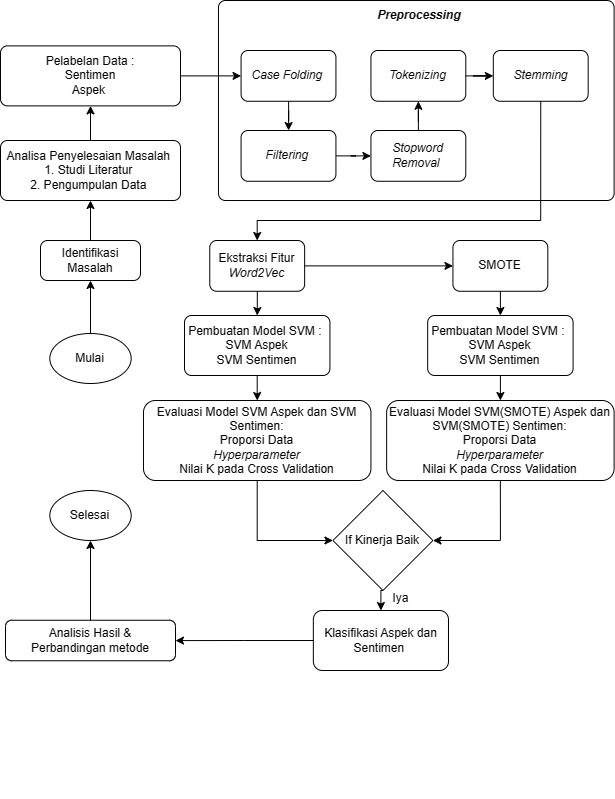 Preprocessing
Pelabelan Data :
Sentimen
Aspek
Case Folding
Tokenizing
Stemming
Filtering
Stopword
Removal
Analisa Penyelesaian Masalah
1. Studi Literatur
2. Pengumpulan Data
Identifikasi
Masalah
Mulai
Ekstraksi Fitur
Word2Vec
SMOTE
Pembuatan Model SVM :
SVM Aspek
SVM Sentimen
Pembuatan Model SVM :
SVM Aspek
SVM Sentimen
Evaluasi Model SVM Aspek dan SVM
Sentimen:
Proporsi Data
Hyperparameter
Nilai K pada Cross Validation
Evaluasi Model SVM(SMOTE) Aspek dan
SVM(SMOTE) Sentimen:
Proporsi Data
Hyperparameter
Nilai K pada Cross Validation
If Kinerja Baik
Iya
Klasifikasi Aspek dan
Sentimen
Analisis Hasil &
Perbandingan metode
Selesai